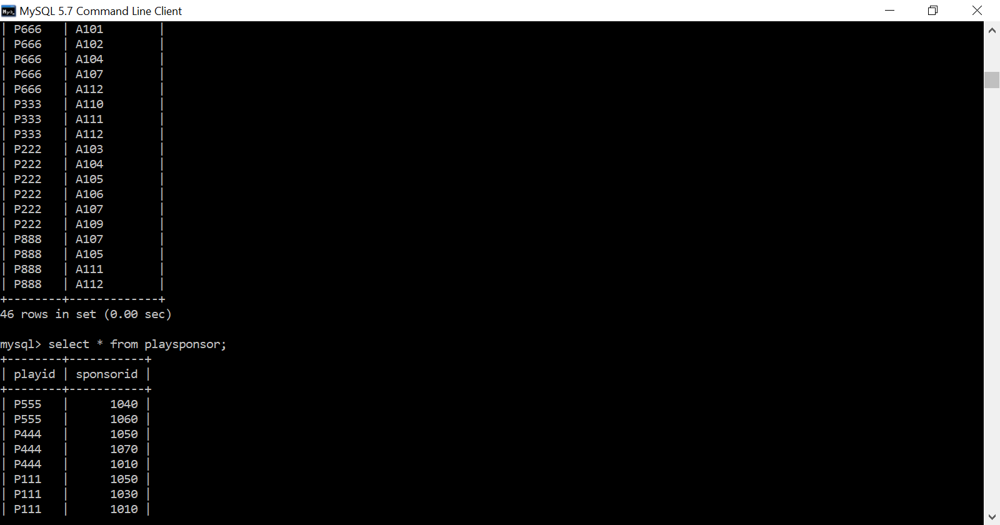 MySQL 5.7 Command Line Client
| P666   | A101        |
| P666   | A102        |
| P666   | A104        |
| P666   | A107        |
| P666   | A112        |
| P333   | A110        |
| P333   | A111        |
| P333   | A112        |
| P222   | A103        |
| P222   | A104        |
| P222   | A105        |
| P222   | A106        |
| P222   | A107        |
| P222   | A109        |
| P888   | A107        |
| P888   | A105        |
| P888   | A111        |
| P888   | A112        |
+--------+-------------+
46 rows in set (0.00 sec)

mysql> select * from playsponsor;
+--------+-----------+
| playid | sponsorid |
+--------+-----------+
| P555   |      1040 |
| P555   |      1060 |
| P444   |      1050 |
| P444   |      1070 |
| P444   |      1010 |
| P111   |      1050 |
| P111   |      1030 |
| P111   |      1010 |